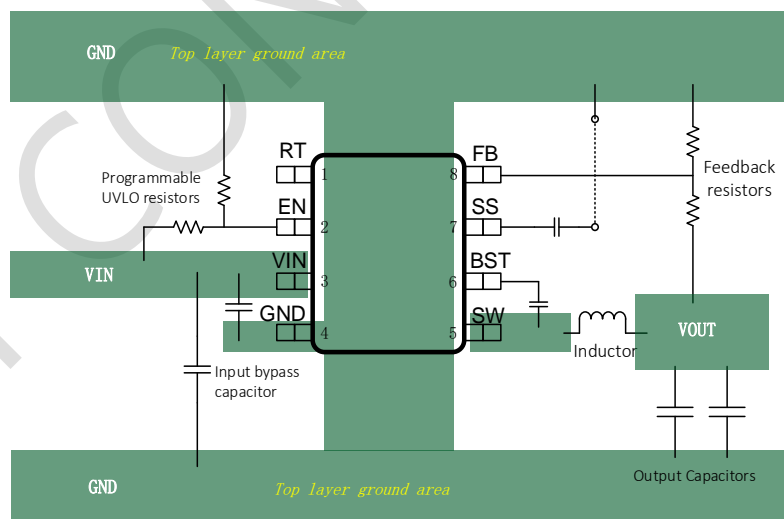 GND Top layer ground area
RT
FB
1
8
Programmable
UVLO resistors
Feedback
resistors
EN
SS
2
7
VIN
VIN
BST
3
6
GND
SW
4
5
VOUT
Inductor
Input bypass
capacitor
Output Capacitors
GND Top layer ground area
CON